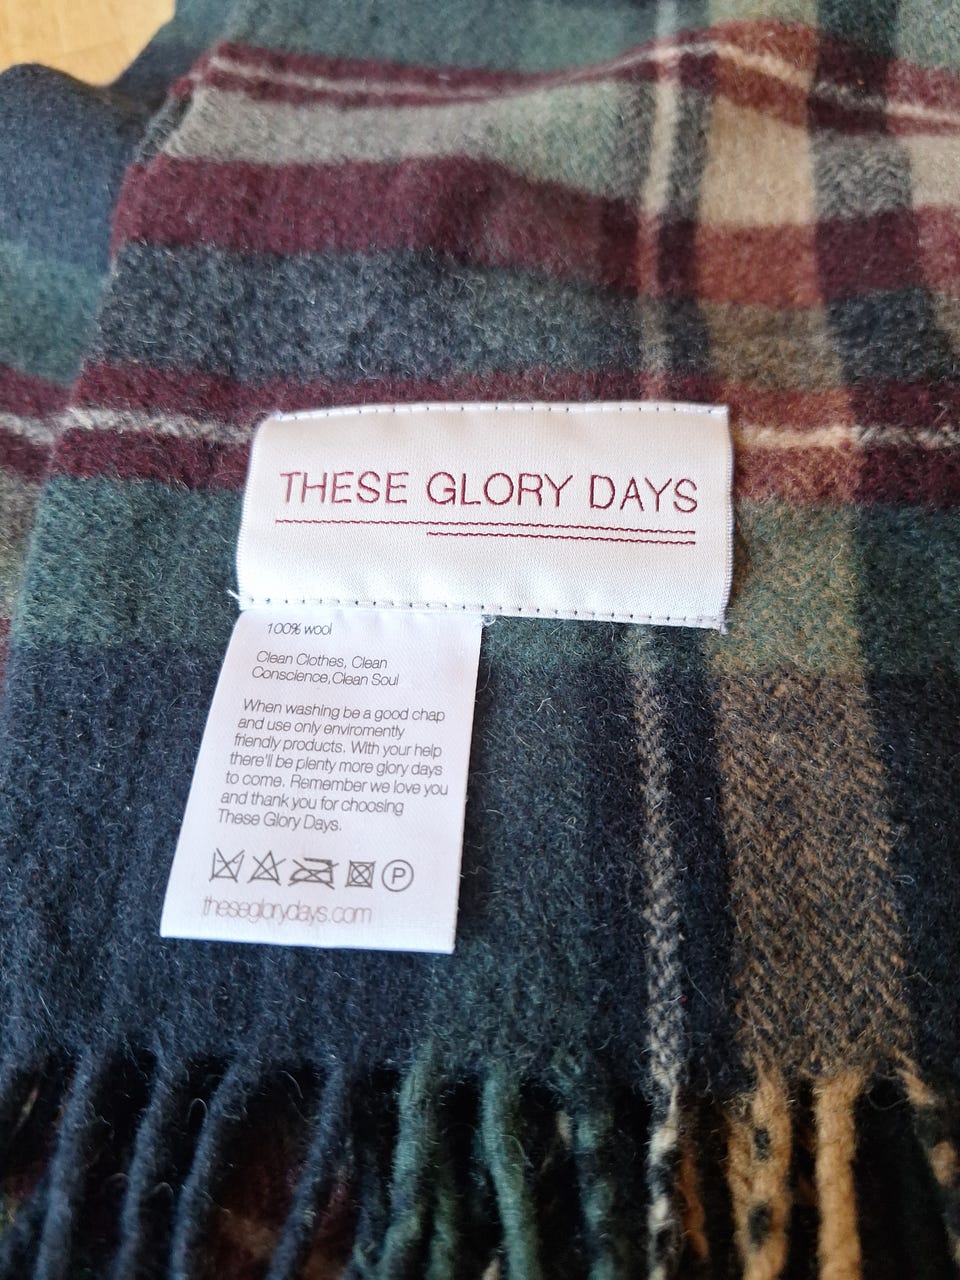 THESE GLORY DAYS
100% wool
Clean Clothes, Clean
Conscience,Clean Soul
When washing be a good chap
and use only enviromently
friendly products. With your help
there'll be plenty more glory days
to come. Remember we love you
and thank you for choosing
These Glory Days.
P
theseglorydays.com